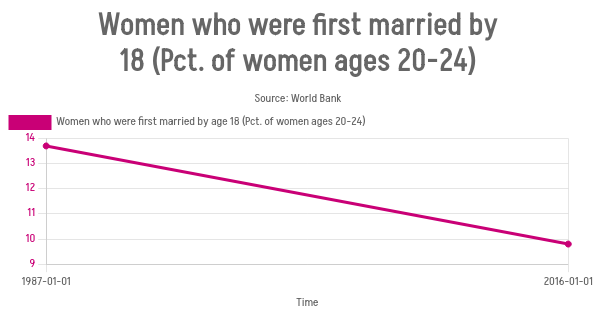 Women who were first married by
18 (Pct. of women ages 20-24)
Source: World Bank
Women who were first married by age 18 (Pct. of women ages 20-24)
14
13
12
11
10
9
1987-01-01
2016-01-01
Time